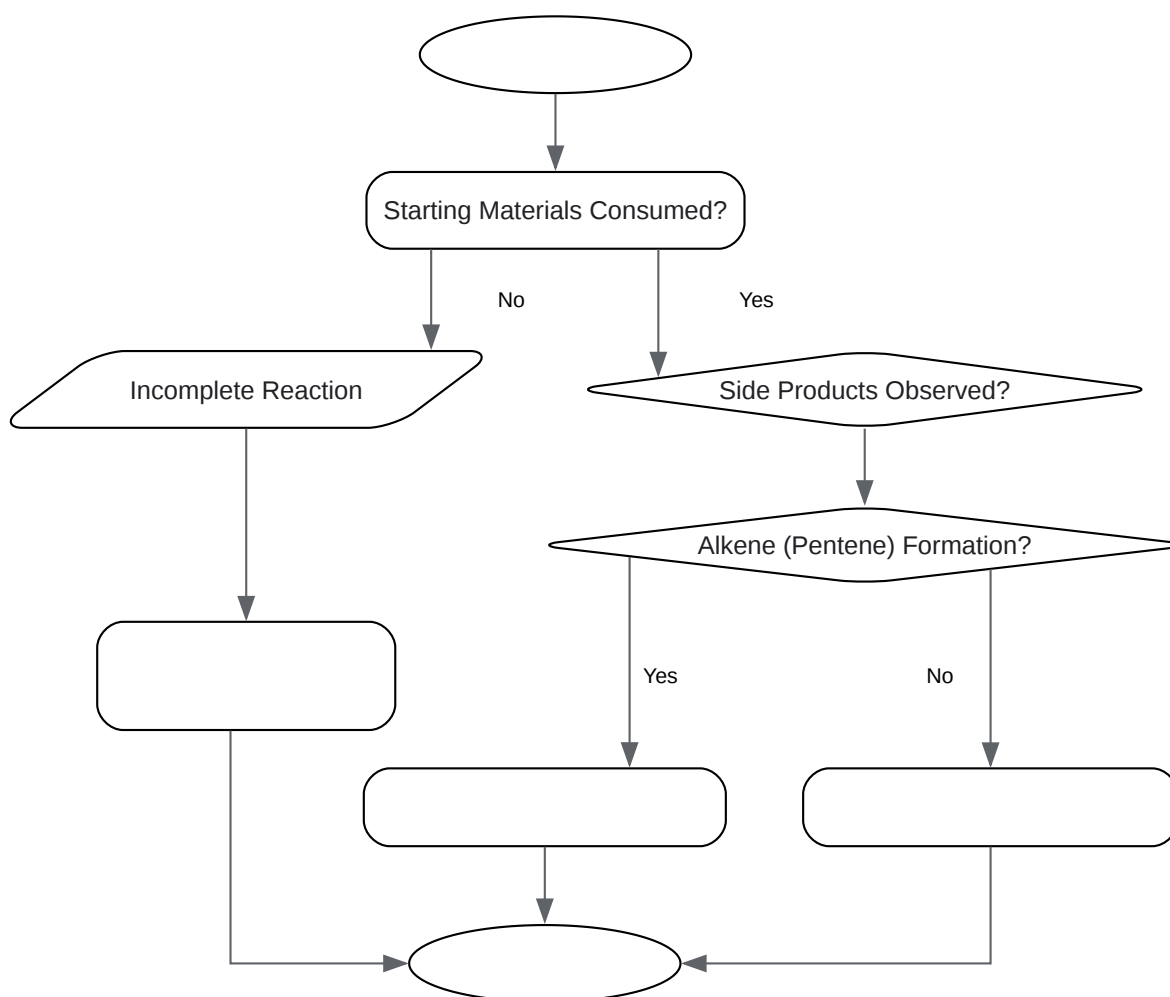 Starting Materials Consumed?
No
Yes
Incomplete Reaction
Side Products Observed?
Alkene (Pentene) Formation?
Yes
No